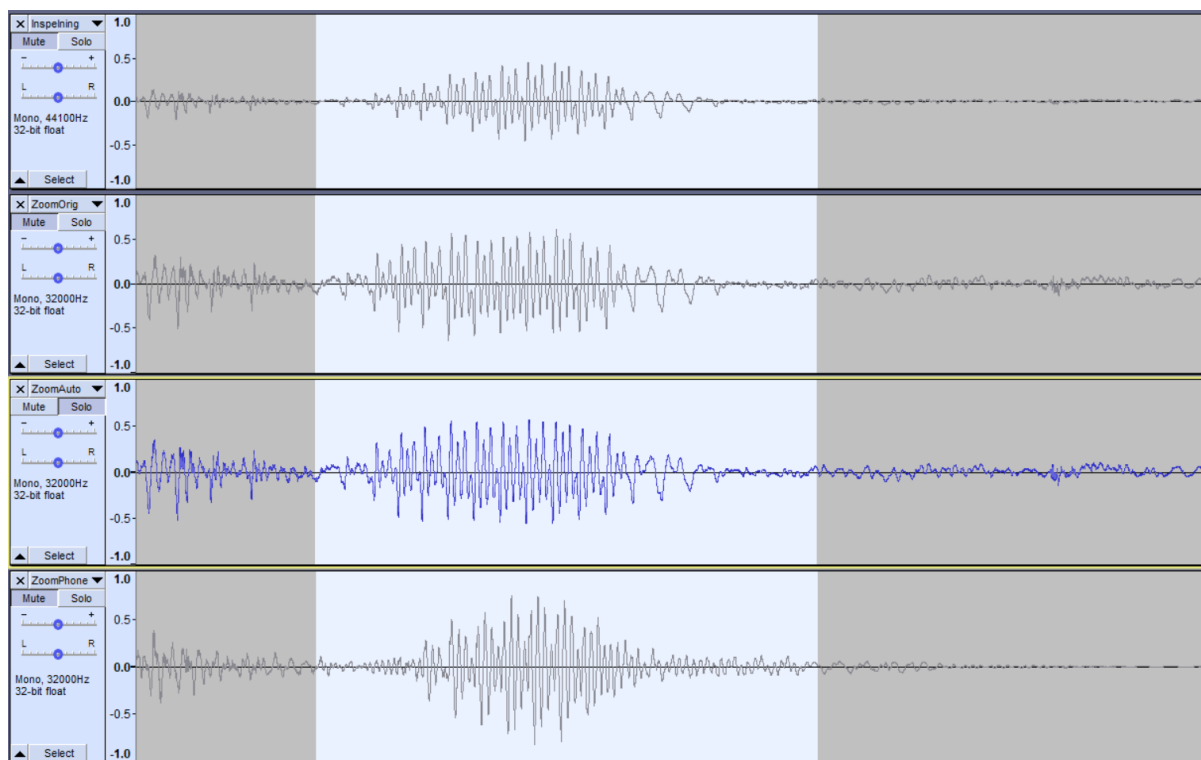 Inspelning
Mute Solo
- +
L R
Mono, 44100Hz
32-bit float
Select
1.0
0.5-
0.0-
-0.5-
-1.0
ZoomOrig
Mute Solo
- +
L R
Mono, 32000Hz
32-bit float
Select
1.0
0.5-
0.0-
-0.5-
-1.0
ZoomAuto
Mute Solo
- +
L R
Mono, 32000Hz
32-bit float
Select
1.0
0.5-
0.0-
-0.5-
-1.0
ZoomPhone
Mute Solo
- +
L R
Mono, 32000Hz
32-bit float
Select
1.0
0.5-
0.0-
-0.5-
-1.0